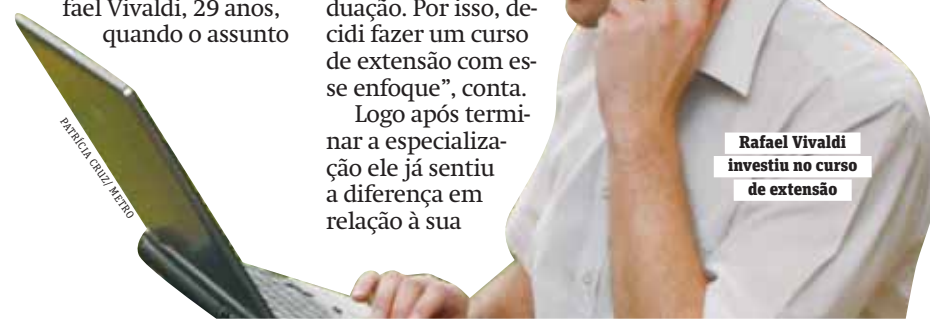 fael Vivaldi, 29 anos,
quando o assunto
duação. Por isso, de-
cidi fazer um curso
de extensão com es-
se enfoque”, conta.
Logo após termi-
nar a especializa-
ção ele já sentiu
a diferença em
relação à sua
PATRÍCIA CRUZ/ METRO
Rafael Vivaldi
investiu no curso
de extensão